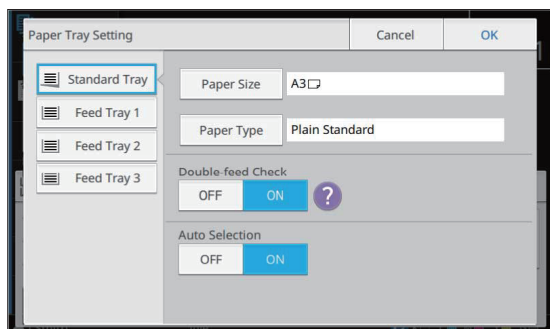 Paper Tray Setting
Cancel
OK
Standard Tray
Feed Tray 1
Feed Tray 2
Feed Tray 3
Paper Size
A3
Paper Type
Plain Standard
Double-feed Check
OFF
ON
?
Auto Selection
OFF
ON